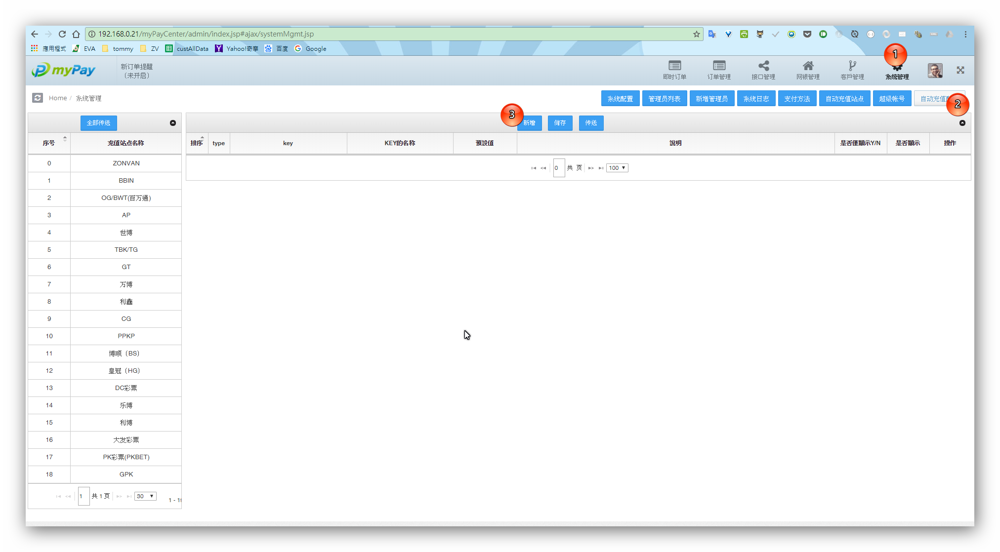 192.168.0.21/myPayCenter/admin/index.jsp#ajax/systemMgmt.jsp
應用程式 EVA tommy ZV custAllData Yahoo!奇摩 百度 Google
myPay 新订单提醒
（未开启）
即时订单 订单管理 接口管理 网银管理 客戶管理 系统管理
1
Home / 系统管理
系统配置 管理员列表 新增管理员 系统日志 支付方法 自动充值站点 超级帐号 自动充值
2
全部传送
3
新增 储存 传送
序号 充值站点名称
排序 type key KEY的名称 預設值 說明 是否僅顯示Y/N 是否顯示 操作
0 共 页 100
0 ZONVAN
1 BBIN
2 OG/BWT(百万通)
3 AP
4 世博
5 TBK/TG
6 GT
7 万博
8 利鑫
9 CG
10 PPKP
11 博顺（BS）
12 皇冠（HG）
13 DC彩票
14 乐博
15 利博
16 大发彩票
17 PK彩票(PKBET)
18 GPK
1 共 1 页 30
1 - 19